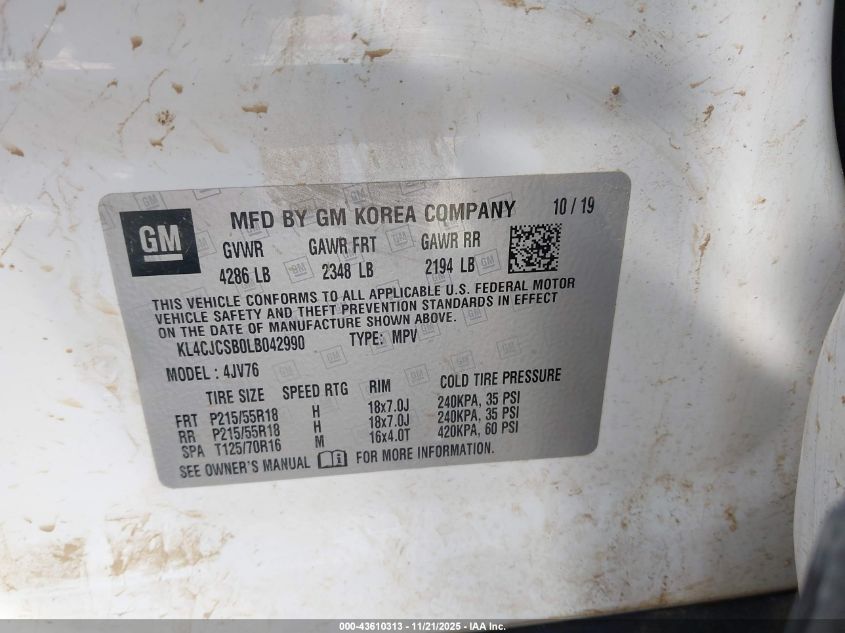 GM
MFD BY GM KOREA COMPANY 10 / 19
GVWR GAWR FRT GAWR RR
4286 LB 2348 LB 2194 LB
THIS VEHICLE CONFORMS TO ALL APPLICABLE U.S. FEDERAL MOTOR
VEHICLE SAFETY AND THEFT PREVENTION STANDARDS IN EFFECT
ON THE DATE OF MANUFACTURE SHOWN ABOVE.
KL4CJCSB0LB042990 TYPE: MPV
MODEL : 4JV76
TIRE SIZE SPEED RTG RIM COLD TIRE PRESSURE
FRT P215/55R18 H 18x7.0J 240KPA, 35 PSI
RR P215/55R18 H 18x7.0J 240KPA, 35 PSI
SPA T125/70R16 M 16x4.0T 420KPA, 60 PSI
SEE OWNER'S MANUAL FOR MORE INFORMATION.
000-43610313 - 11/21/2025 - IAA Inc.